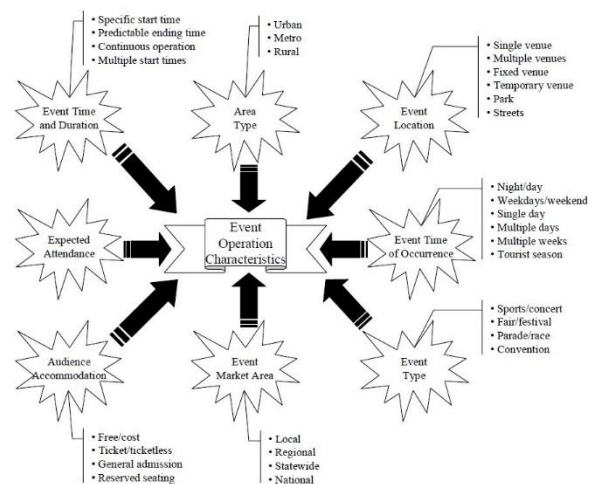 • Specific start time
• Predictable ending time
• Continuous operation
• Multiple start times
• Urban
• Metro
• Rural
• Single venue
• Multiple venues
• Fixed venue
• Temporary venue
• Park
• Streets
Event Time
and Duration
Area
Type
Event
Location
Expected
Attendance
Event
Operation
Characteristics
Event Time
of Occurrence
• Night/day
• Weekdays/weekend
• Single day
• Multiple days
• Multiple weeks
• Tourist season
Audience
Accommodation
Event
Market Area
Event
Type
• Sports/concert
• Fair/festival
• Parade/race
• Convention
• Free/cost
• Ticket/ticketless
• General admission
• Reserved seating
• Local
• Regional
• Statewide
• National